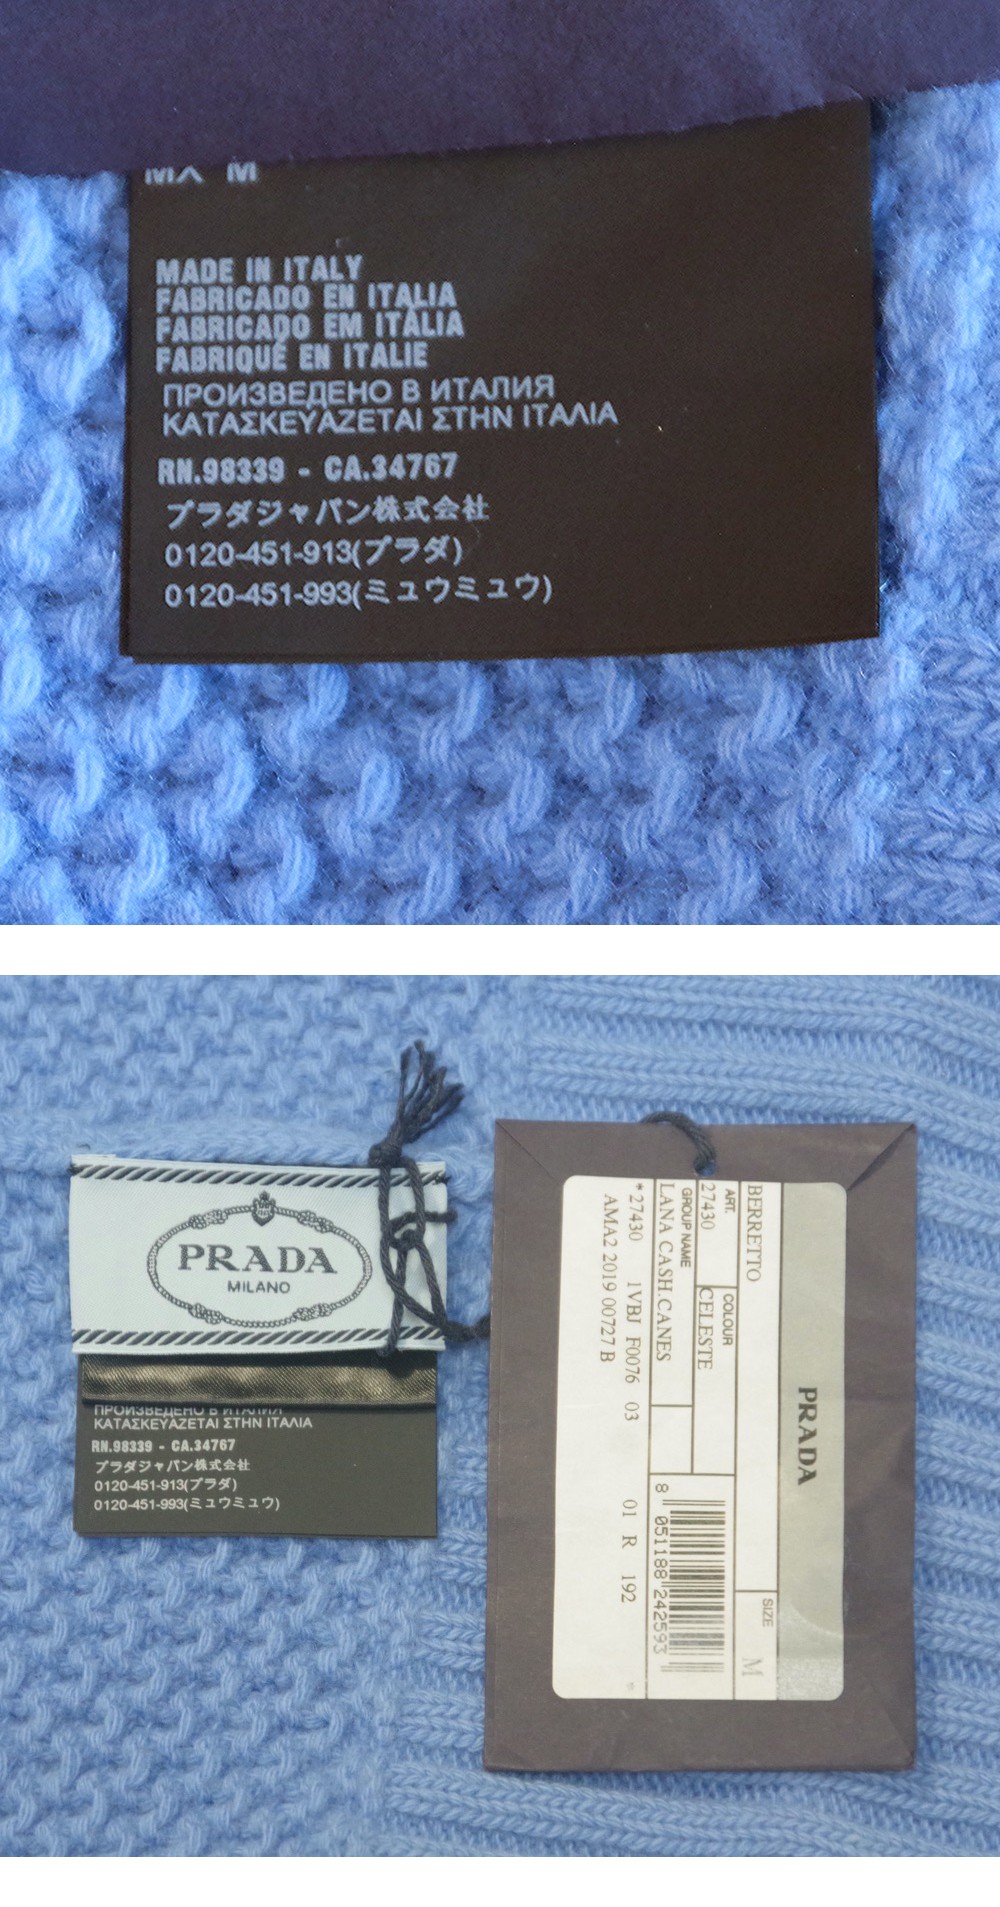 MX M
MADE IN ITALY
FABRICADO EN ITALIA
FABRICADO EM ITÁLIA
FABRIQUÉ EN ITALIE
ПРОИЗВЕДЕНО В ИТАЛИЯ
ΚΑΤΑΣΚΕΥΑΖΕΤΑΙ ΣΤΗΝ ΙΤΑΛΙΑ
RN.98339 - CA.34767
プラダジャパン株式会社
0120-451-913(プラダ)
0120-451-993(ミュウミュウ)
PRADA
MILANO
ПРОИЗВЕДЕНО В ИТАЛИЯ
ΚΑΤΑΣΚΕΥΑΖΕΤΑΙ ΣΤΗΝ ΙΤΑΛΙΑ
RN.98339 - CA.34767
プラダジャパン株式会社
0120-451-913(プラダ)
0120-451-993(ミュウミュウ)
PRADA
BERRETTO
SIZE
M
ART.
27430
COLOUR
CELESTE
GROUP NAME
LANA CASH.CANES
8 051188 242593
*27430 1VBJ F0076 03 01 R 192
AMA2 2019 00727 B